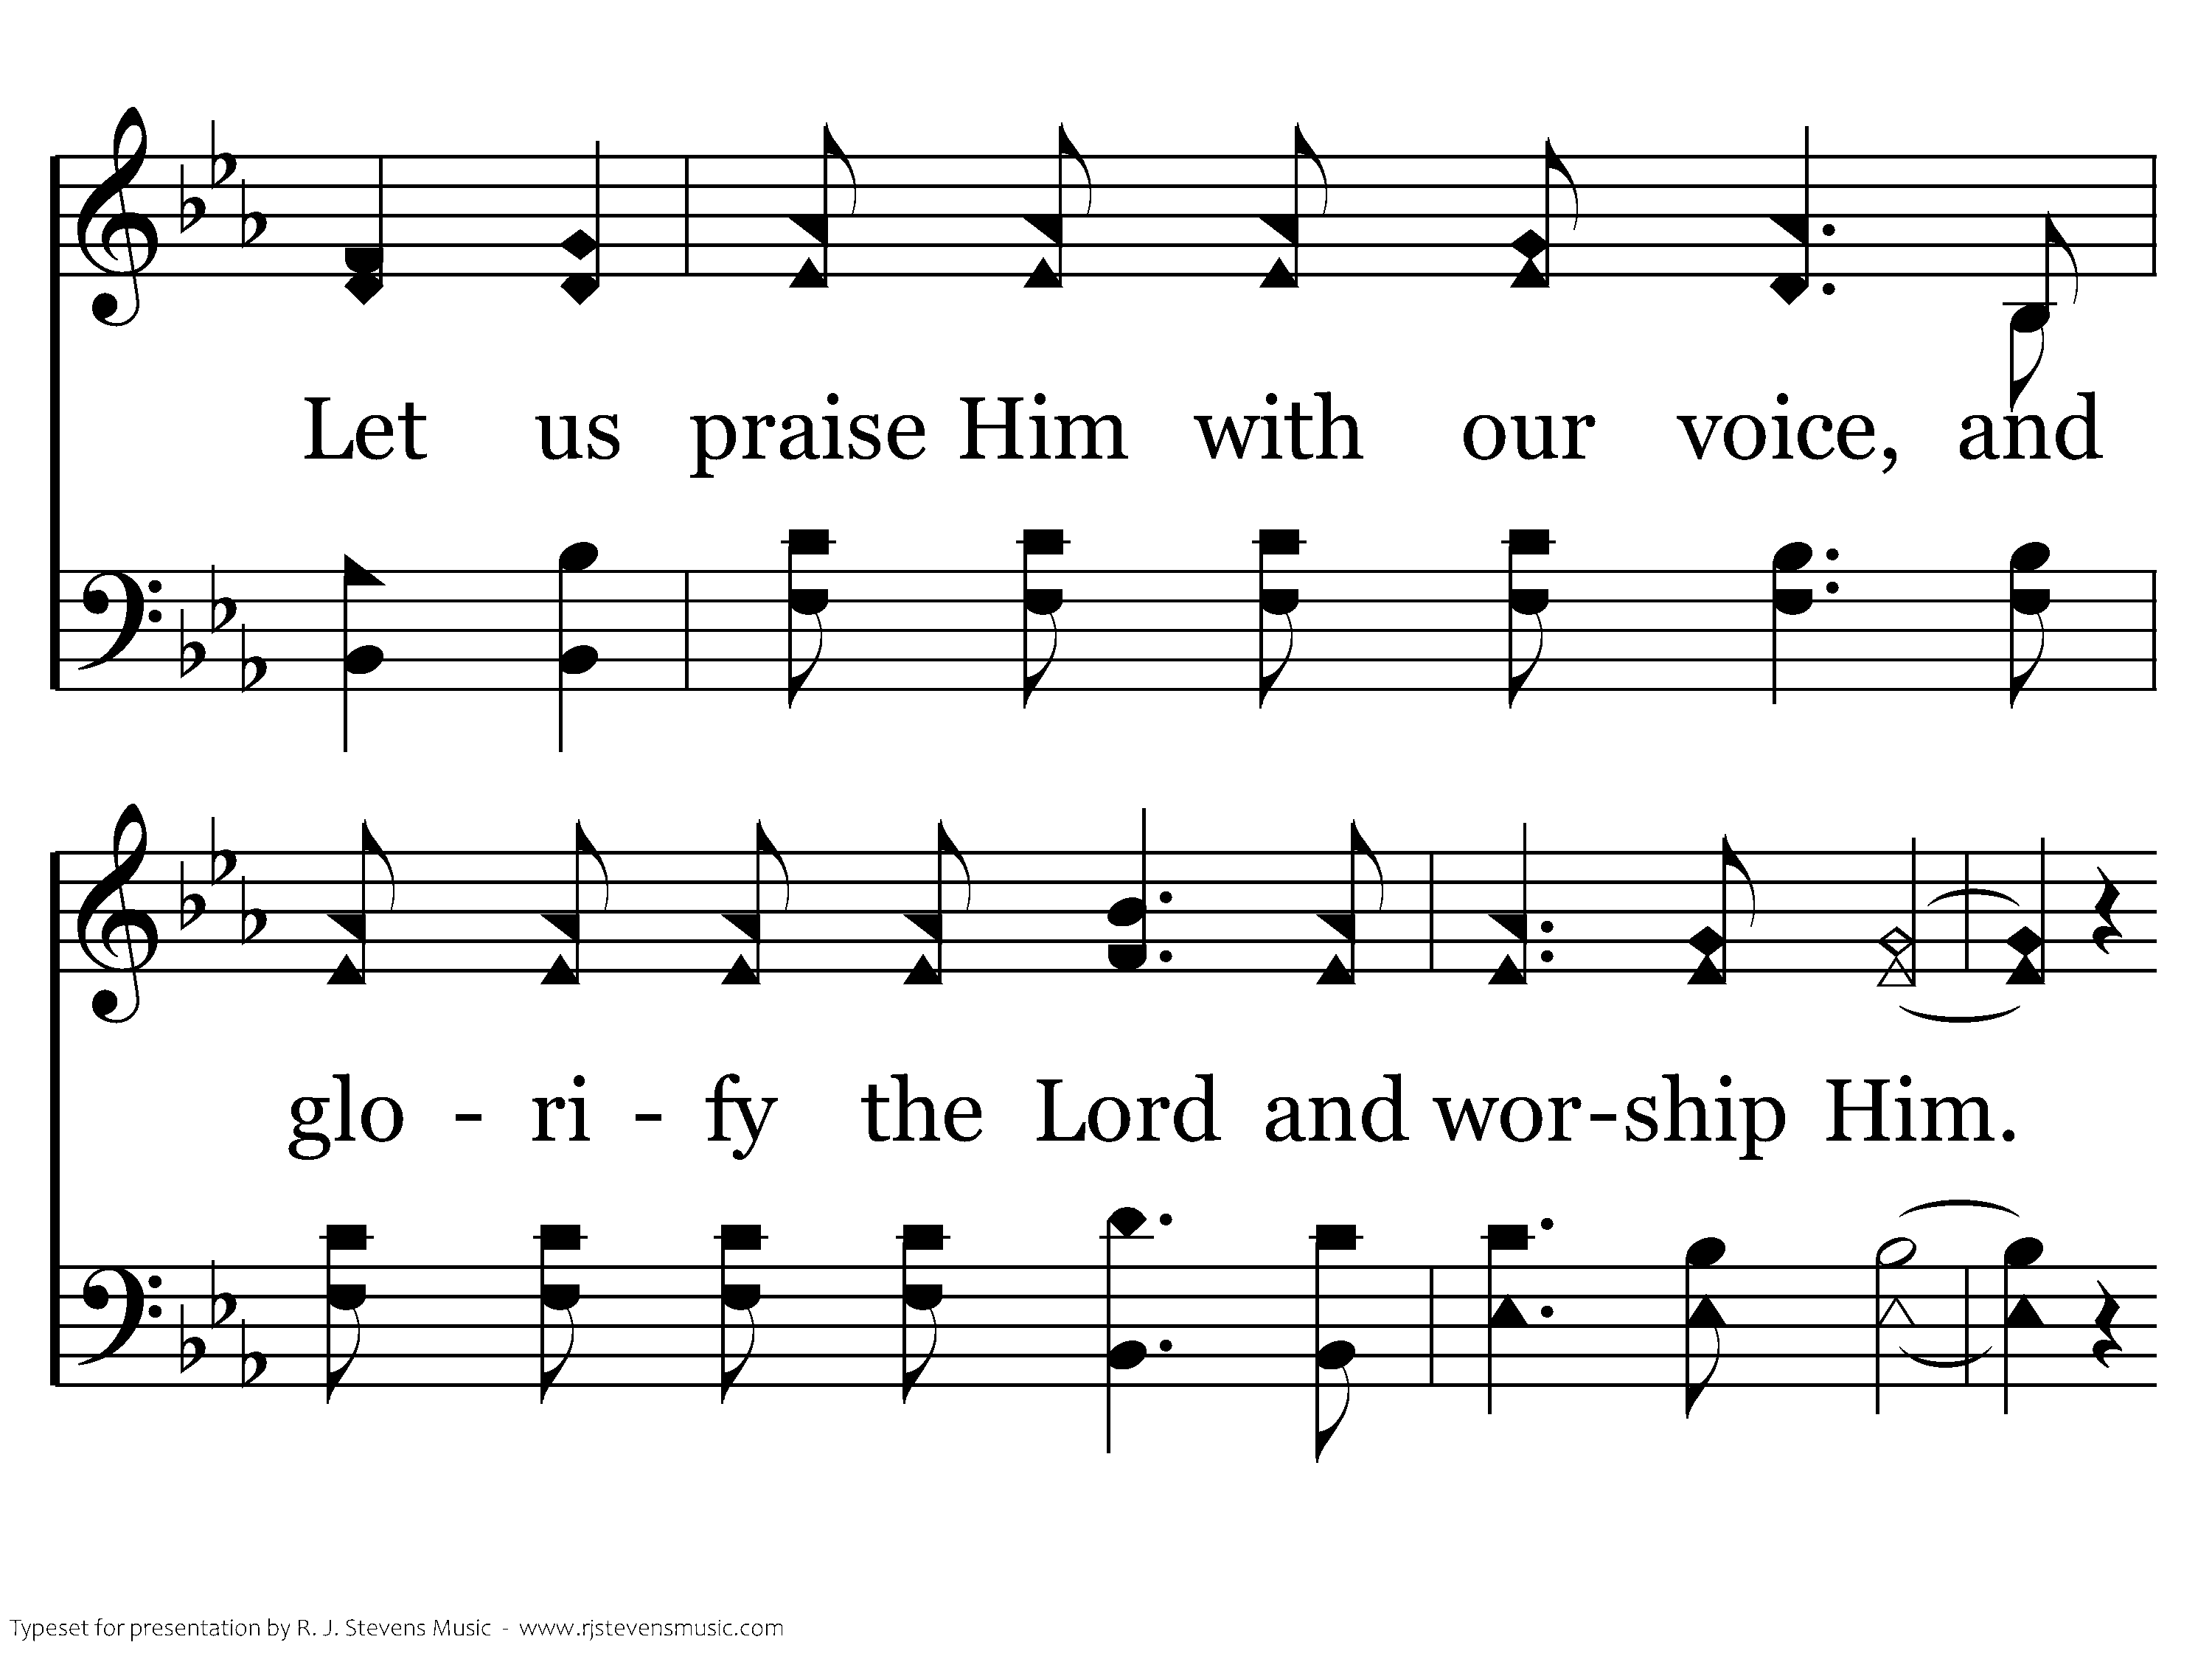 Let us praise Him with our voice, and
glo - ri - fy the Lord and wor-ship Him.
Typeset for presentation by R. J. Stevens Music - www.rjstevensmusic.com